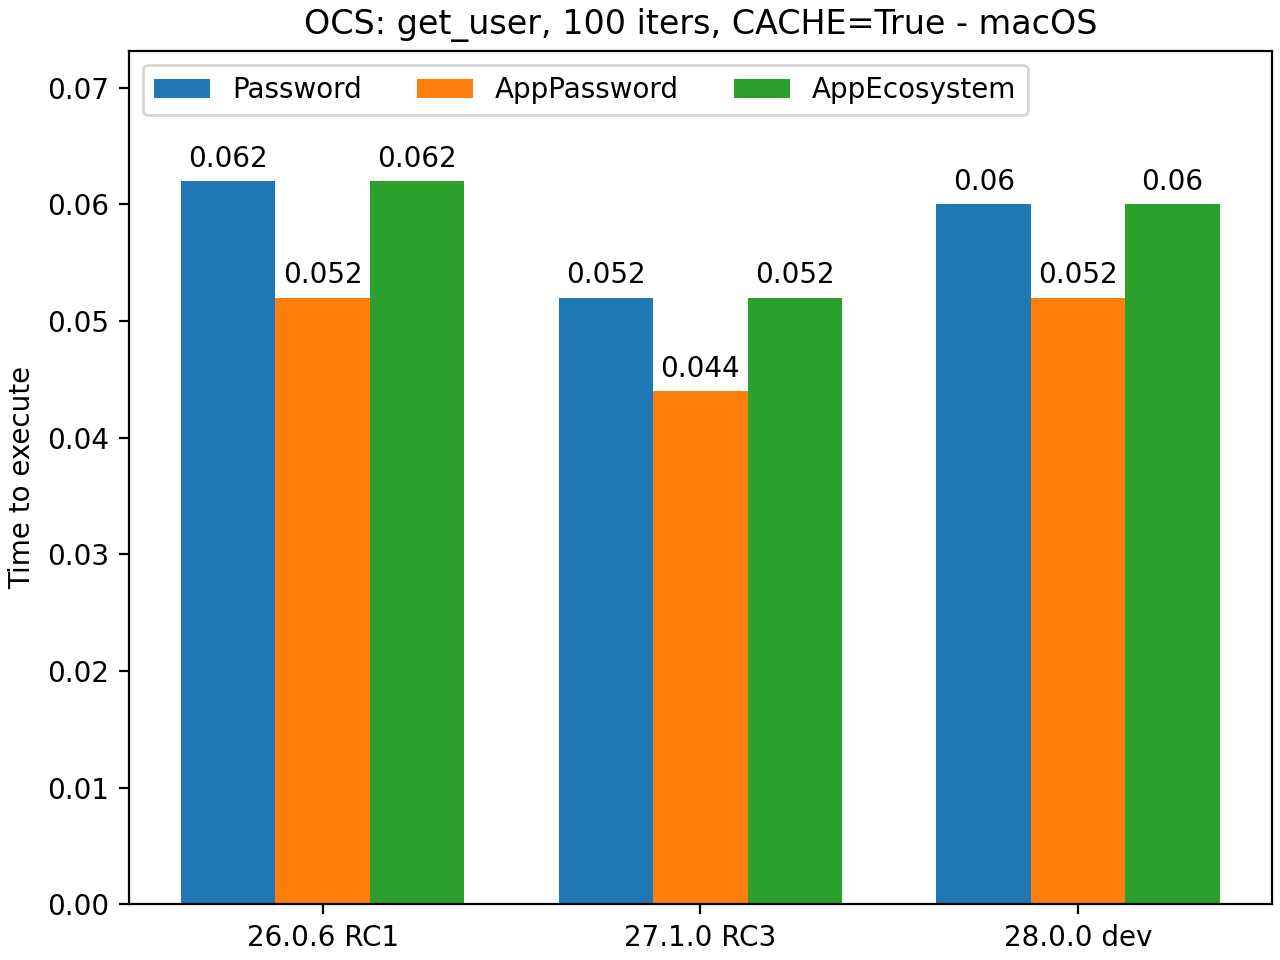 OCS: get_user, 100 iters, CACHE=True - macOS
Password AppPassword AppEcosystem
Time to execute
0.07
0.06
0.05
0.04
0.03
0.02
0.01
0.00
0.062 0.052 0.062
0.052 0.044 0.052
0.06 0.052 0.06
26.0.6 RC1 27.1.0 RC3 28.0.0 dev